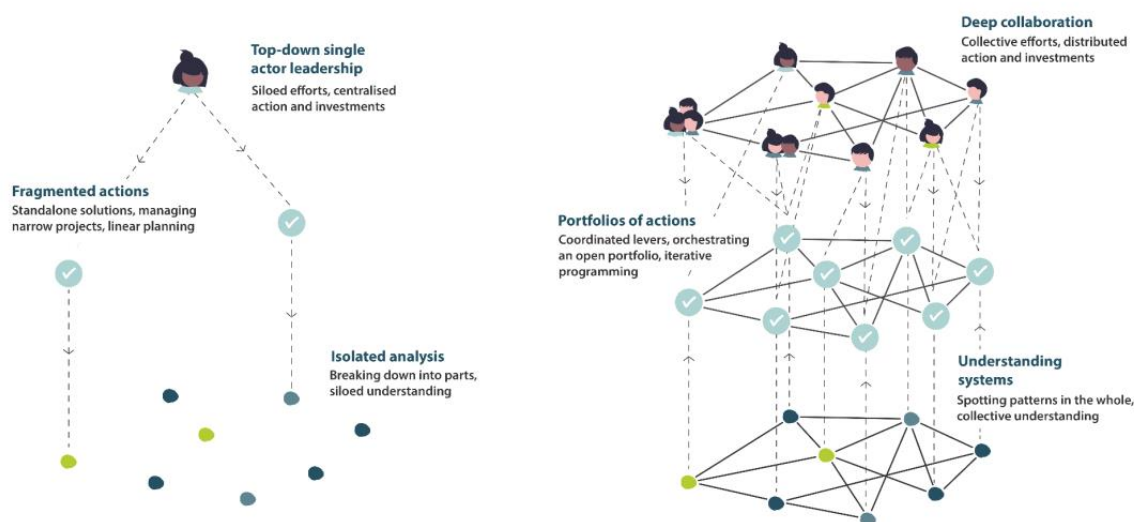 Top-down single
actor leadership
Siloed efforts, centralised
action and investments
Fragmented actions
Standalone solutions, managing
narrow projects, linear planning
Isolated analysis
Breaking down into parts,
siloed understanding
Deep collaboration
Collective efforts, distributed
action and investments
Portfolios of actions
Coordinated levers, orchestrating
an open portfolio, iterative
programming
Understanding
systems
Spotting patterns in the whole,
collective understanding